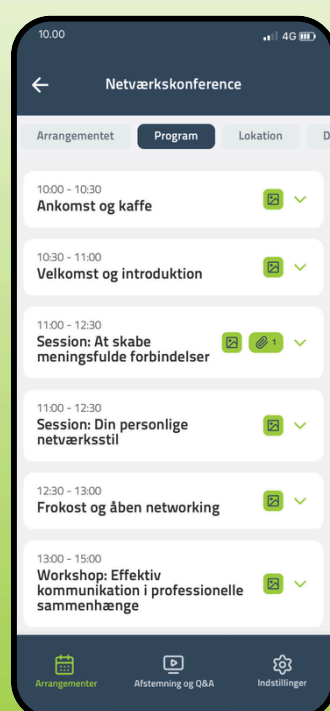 10.00
4G
Netværkskonference
Arrangementet
Program
Lokation
D
10:00 - 10:30
Ankomst og kaffe
10:30 - 11:00
Velkomst og introduktion
11:00 - 12:30
Session: At skabe
meningsfulde forbindelser
1
11:00 - 12:30
Session: Din personlige
netværksstil
12:30 - 13:00
Frokost og åben networking
13:00 - 15:00
Workshop: Effektiv
kommunikation i professionelle
sammenhænge
Arrangementer
Afstemning og Q&A
Indstillinger